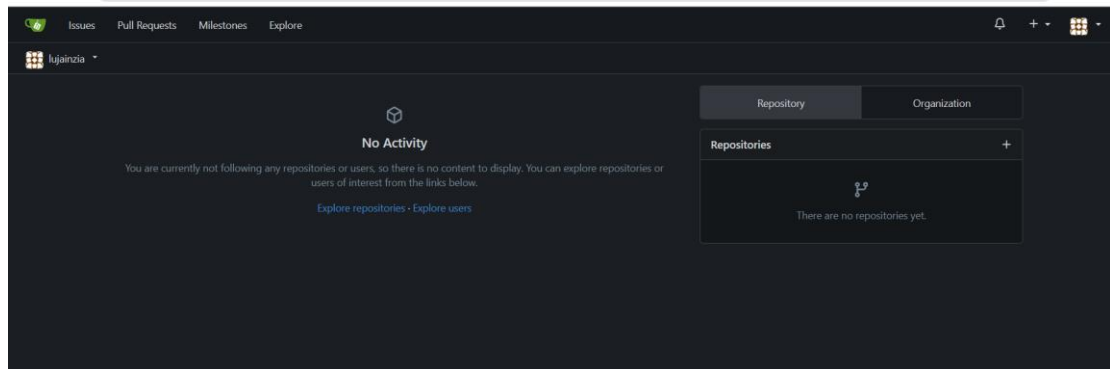 Issues Pull Requests Milestones Explore
lujainzia
No Activity
You are currently not following any repositories or users, so there is no content to display. You can explore repositories or
users of interest from the links below.
Explore repositories · Explore users
Repository Organization
Repositories
There are no repositories yet.